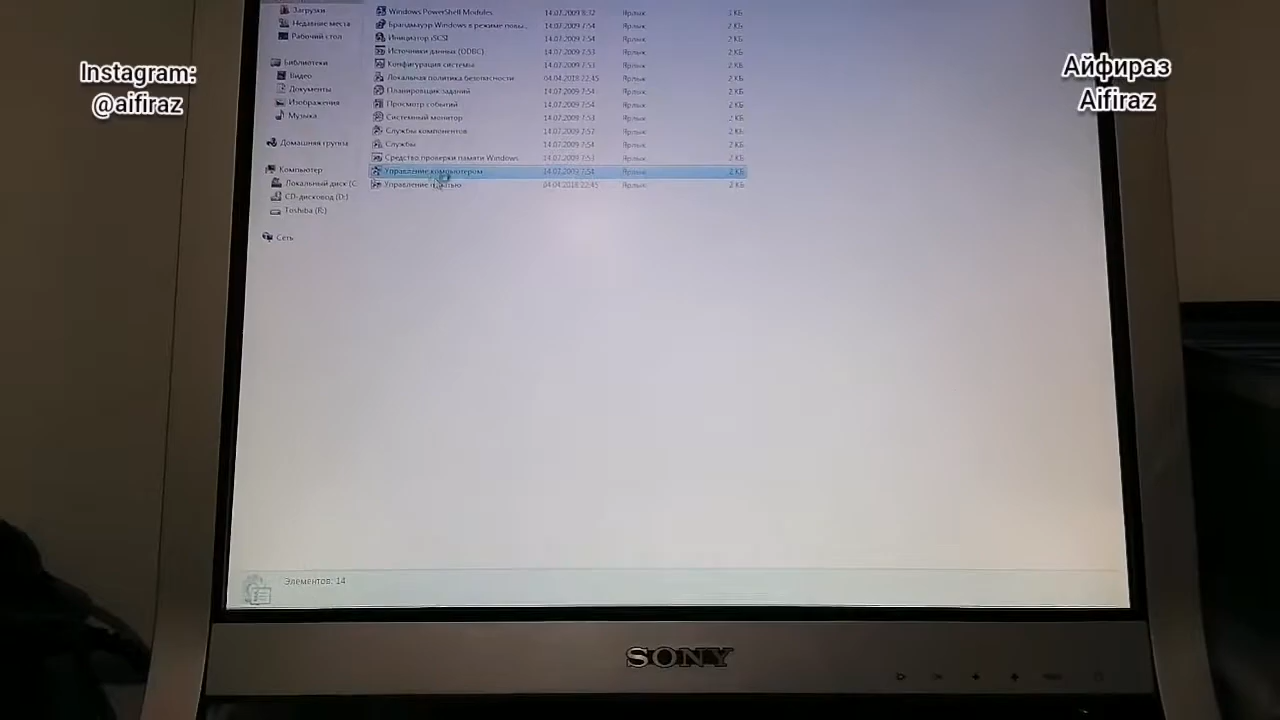 Instagram:
@aifiraz
Айфираз
Aifiraz
Загрузки
Недавние места
Рабочий стол
Библиотеки
Видео
Документы
Изображения
Музыка
Домашняя группа
Компьютер
Локальный диск (C
CD-дисковод (D:)
Toshiba (F:)
Сеть
Windows PowerShell Modules 14.07.2009 8:32 Ярлык 3 КБ
Брандмауэр Windows в режиме повы... 14.07.2009 7:54 Ярлык 2 КБ
Инициатор iSCSI 14.07.2009 7:54 Ярлык 2 КБ
Источники данных (ODBC) 14.07.2009 7:53 Ярлык 2 КБ
Конфигурация системы 14.07.2009 7:53 Ярлык 2 КБ
Локальная политика безопасности 04.04.2018 22:45 Ярлык 2 КБ
Планировщик заданий 14.07.2009 7:54 Ярлык 2 КБ
Просмотр событий 14.07.2009 7:54 Ярлык 2 КБ
Системный монитор 14.07.2009 7:53 Ярлык 2 КБ
Службы компонентов 14.07.2009 7:57 Ярлык 2 КБ
Службы 14.07.2009 7:54 Ярлык 2 КБ
Средство проверки памяти Windows 14.07.2009 7:53 Ярлык 2 КБ
Управление компьютером 14.07.2009 7:54 Ярлык 2 КБ
Управление печатью 04.04.2018 22:45 Ярлык 2 КБ
Элементов: 14
SONY